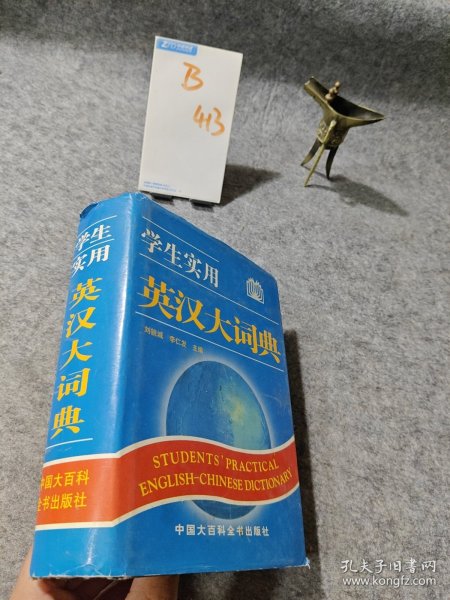 B
413
学生
实用
英汉大词典
中国大百科
全书出版社
学生实用
英汉大词典
刘锐诚 李仁发 主编
STUDENTS' PRACTICAL
ENGLISH-CHINESE DICTIONARY
中国大百科全书出版社
孔夫子旧书网
www.kongfz.com